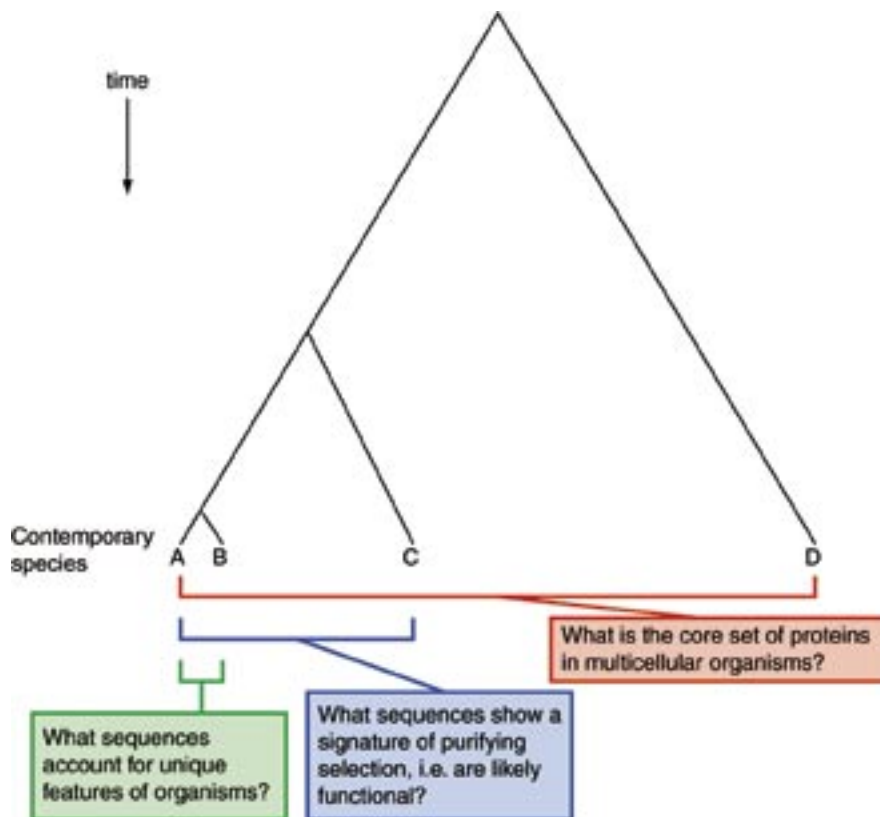 time
Contemporary
species
A B C D
What is the core set of proteins
in multicellular organisms?
What sequences show a
signature of purifying
selection, i.e. are likely
functional?
What sequences
account for unique
features of organisms?